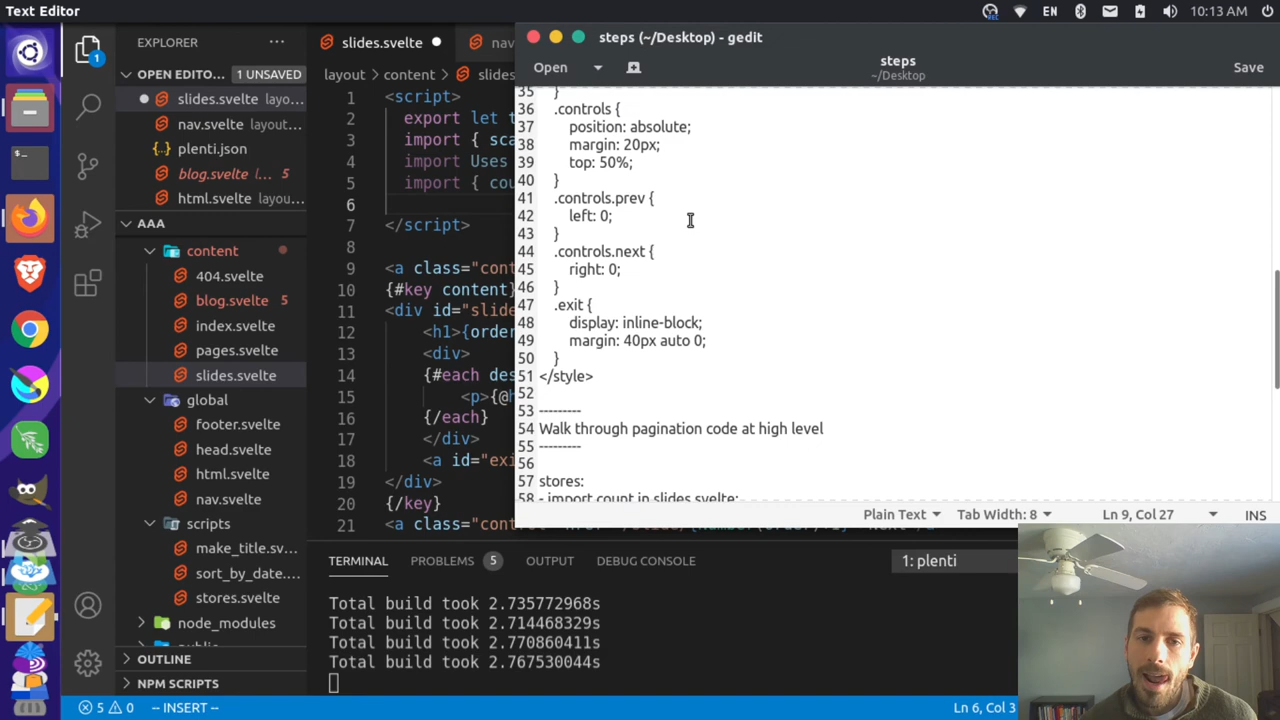 Text Editor
EN
10:13 AM
EXPLORER
OPEN EDITO... 1 UNSAVED
slides.svelte layo...
nav.svelte layout...
plenti.json
blog.svelte l... 5
html.svelte layou...
AAA
content
404.svelte
blog.svelte 5
index.svelte
pages.svelte
slides.svelte
global
footer.svelte
head.svelte
html.svelte
nav.svelte
scripts
make_title.sv...
sort_by_date....
stores.svelte
node_modules
OUTLINE
NPM SCRIPTS
1
slides.svelte
nav
layout > content > slides
1 <script>
2 export let t
3 import { sca
4 import Uses
5 import { cou
6
7 </script>
8
9 <a class="cont
10 {#key content}
11 <div id="slide
12 <h1>{order
13 <div>
14 {#each des
15 <p>{@h
16 {/each}
17 </div>
18 <a id="exi
19 </div>
20 {/key}
steps (~/Desktop) - gedit
Open
steps
~/Desktop
Save
35 }
36 .controls {
37 position: absolute;
38 margin: 20px;
39 top: 50%;
40 }
41 .controls.prev {
42 left: 0;
43 }
44 .controls.next {
45 right: 0;
46 }
47 .exit {
48 display: inline-block;
49 margin: 40px auto 0;
50 }
51 </style>
52
53 ---------
54 Walk through pagination code at high level
55 ---------
56
57 stores:
58 - import count in slides.svelte:
Plain Text
Tab Width: 8
Ln 9, Col 27
INS
TERMINAL
PROBLEMS 5
OUTPUT
DEBUG CONSOLE
1: plenti
Total build took 2.735772968s
Total build took 2.714468329s
Total build took 2.770860411s
Total build took 2.767530044s
5 0
-- INSERT --
Ln 6, Col 3